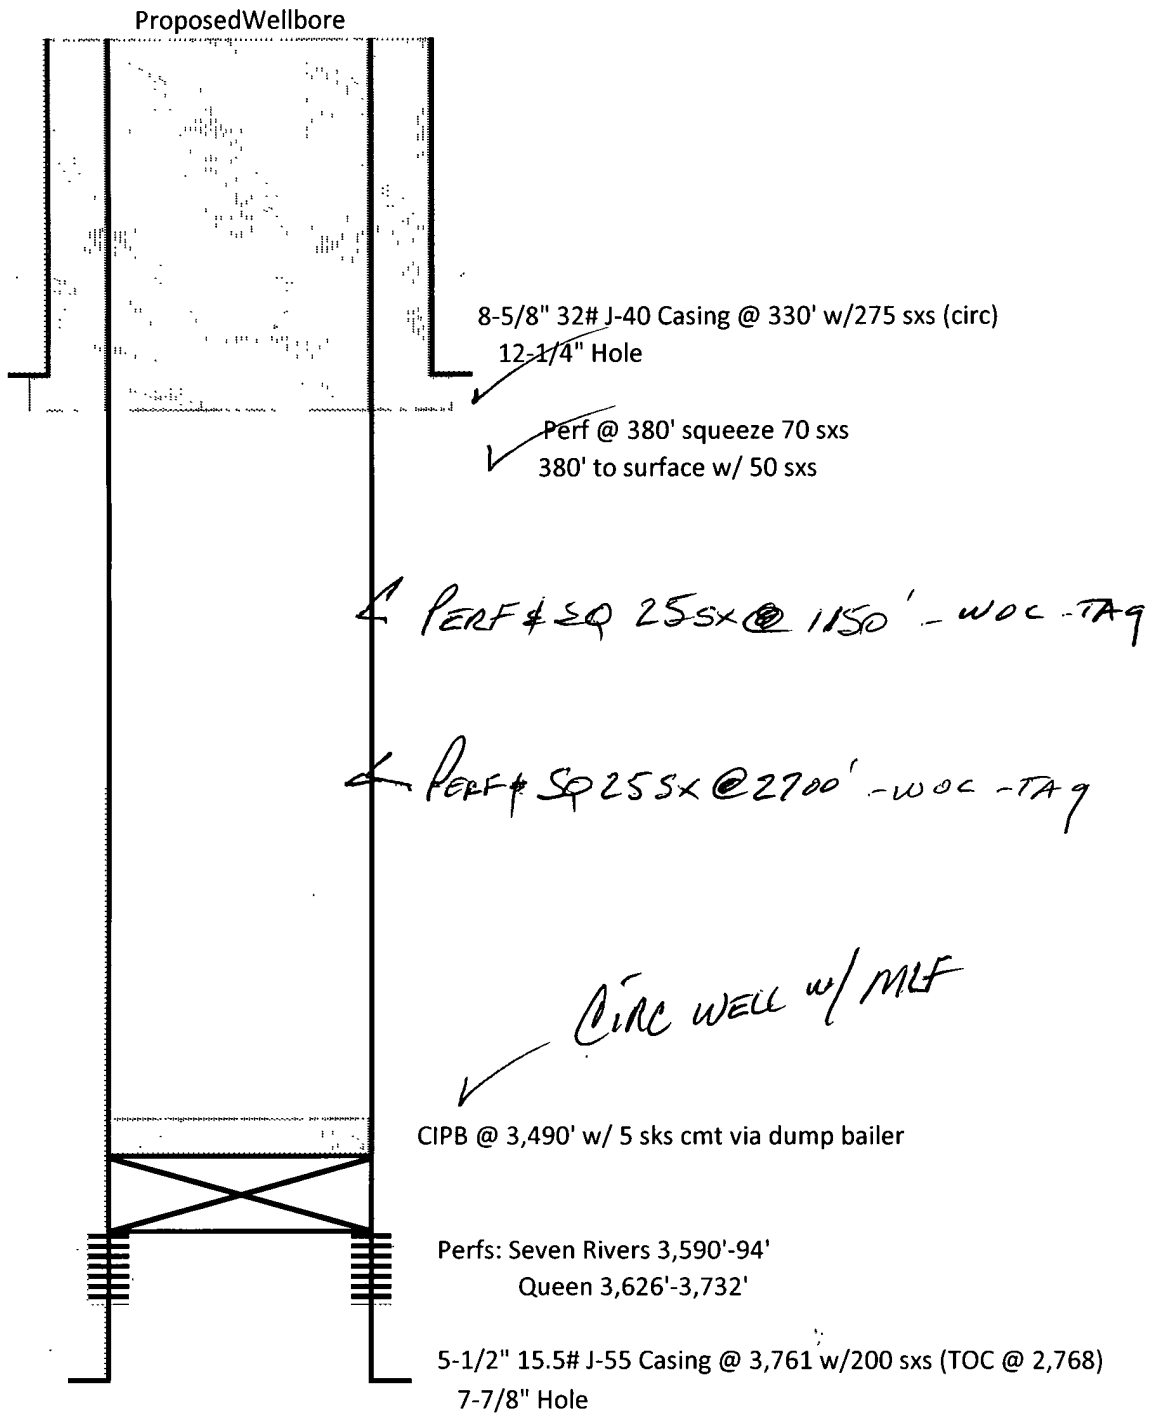 ProposedWellbore
8-5/8" 32# J-40 Casing @ 330' w/275 sxs (circ)
12-1/4" Hole
Perf @ 380' squeeze 70 sxs
380' to surface w/ 50 sxs
PERF & SQ 25 SX @ 1150' - WOC - TAG
PERF & SQ 25 SX @ 2700' - WOC - TAG
CIRC WELL w/ MLF
CIPB @ 3,490' w/ 5 sks cmt via dump bailer
Perfs: Seven Rivers 3,590'-94'
Queen 3,626'-3,732'
5-1/2" 15.5# J-55 Casing @ 3,761 w/200 sxs (TOC @ 2,768)
7-7/8" Hole